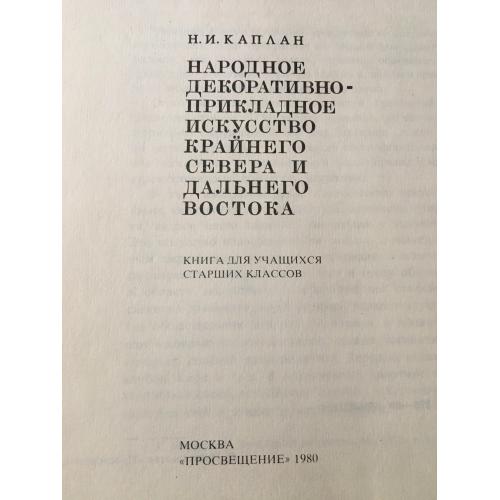 Н. И. КАПЛАН
НАРОДНОЕ
ДЕКОРАТИВНО-
ПРИКЛАДНОЕ
ИСКУССТВО
КРАЙНЕГО
СЕВЕРА И
ДАЛЬНЕГО
ВОСТОКА
КНИГА ДЛЯ УЧАЩИХСЯ
СТАРШИХ КЛАССОВ
МОСКВА
«ПРОСВЕЩЕНИЕ» 1980